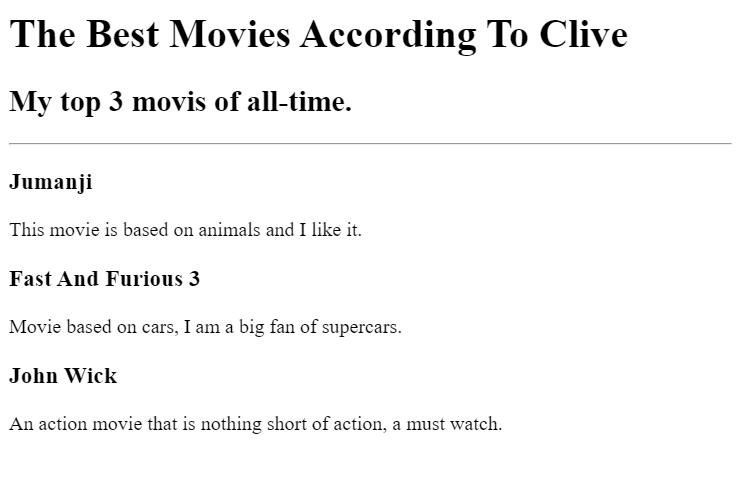 The Best Movies According To Clive
My top 3 movis of all-time.
Jumanji
This movie is based on animals and I like it.
Fast And Furious 3
Movie based on cars, I am a big fan of supercars.
John Wick
An action movie that is nothing short of action, a must watch.